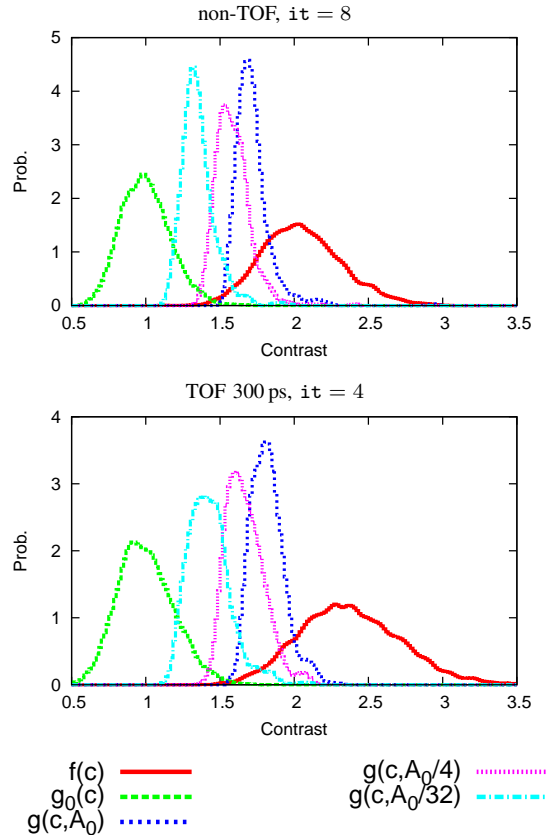 non-TOF, it = 8
5
4
3
2
1
0
Prob.
0.5 1 1.5 2 2.5 3 3.5
Contrast
TOF 300 ps, it = 4
4
3
2
1
0
Prob.
0.5 1 1.5 2 2.5 3 3.5
Contrast
f(c)
g0(c)
g(c,A0)
g(c,A0/4)
g(c,A0/32)